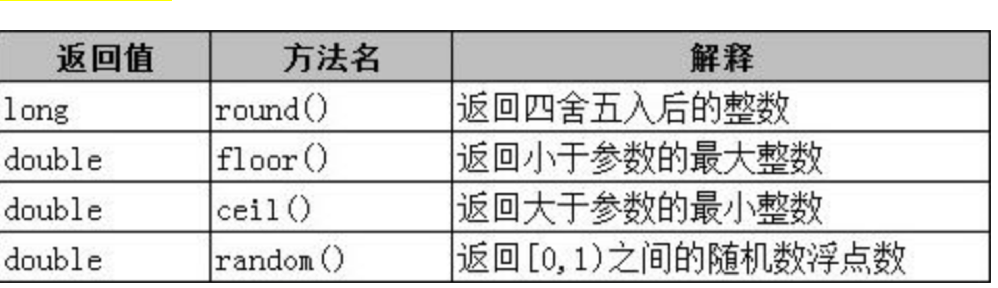 返回值 方法名 解释
long round() 返回四舍五入后的整数
double floor() 返回小于参数的最大整数
double ceil() 返回大于参数的最小整数
double random() 返回[0,1)之间的随机数浮点数